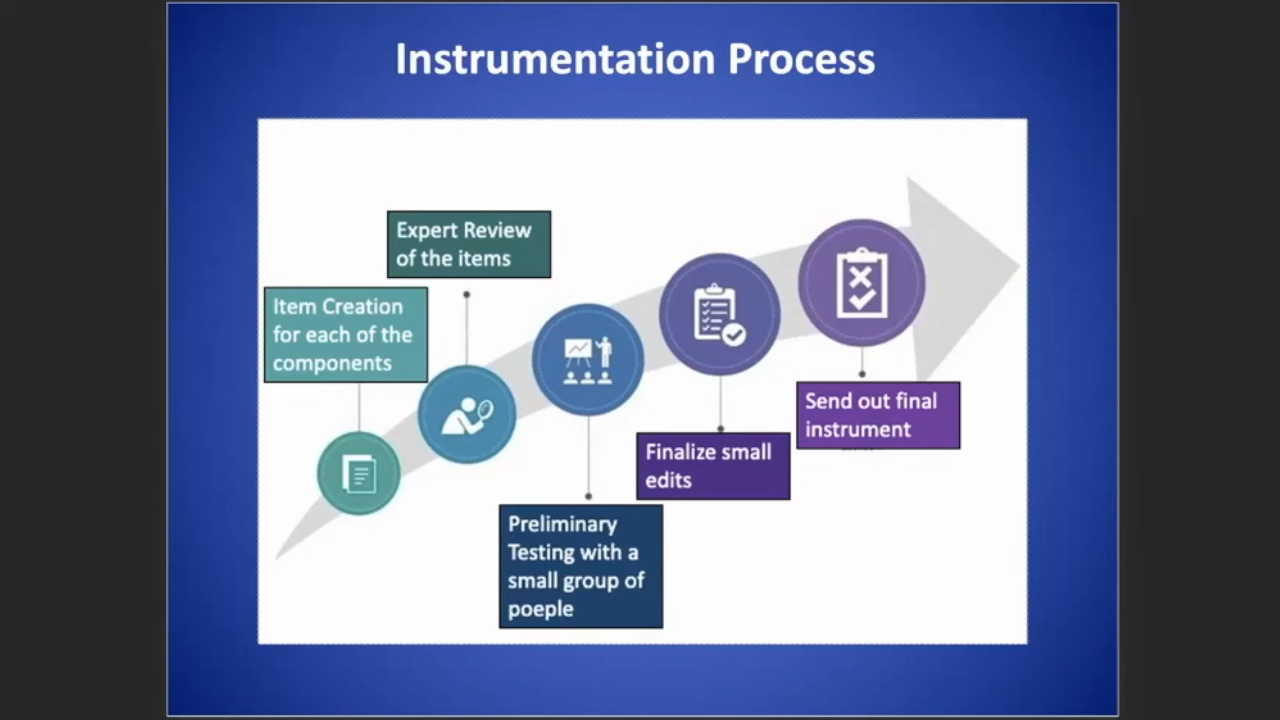 Instrumentation Process
Item Creation
for each of the
components
Expert Review
of the items
Preliminary
Testing with a
small group of
poeple
Finalize small
edits
Send out final
instrument